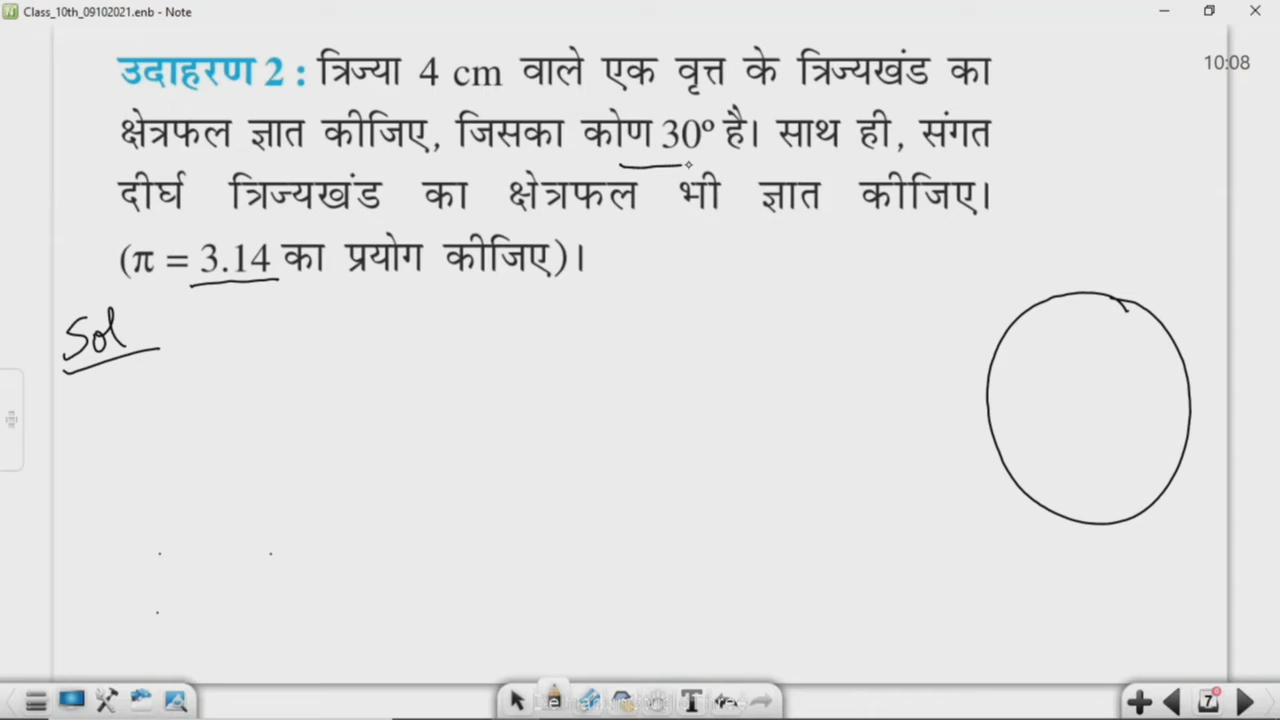 Class_10th_09102021.enb - Note
10:08
उदाहरण 2 : त्रिज्या 4 cm वाले एक वृत्त के त्रिज्यखंड का
क्षेत्रफल ज्ञात कीजिए, जिसका कोण 30° है। साथ ही, संगत
दीर्घ त्रिज्यखंड का क्षेत्रफल भी ज्ञात कीजिए।
(π = 3.14 का प्रयोग कीजिए)।
Sol
T
7